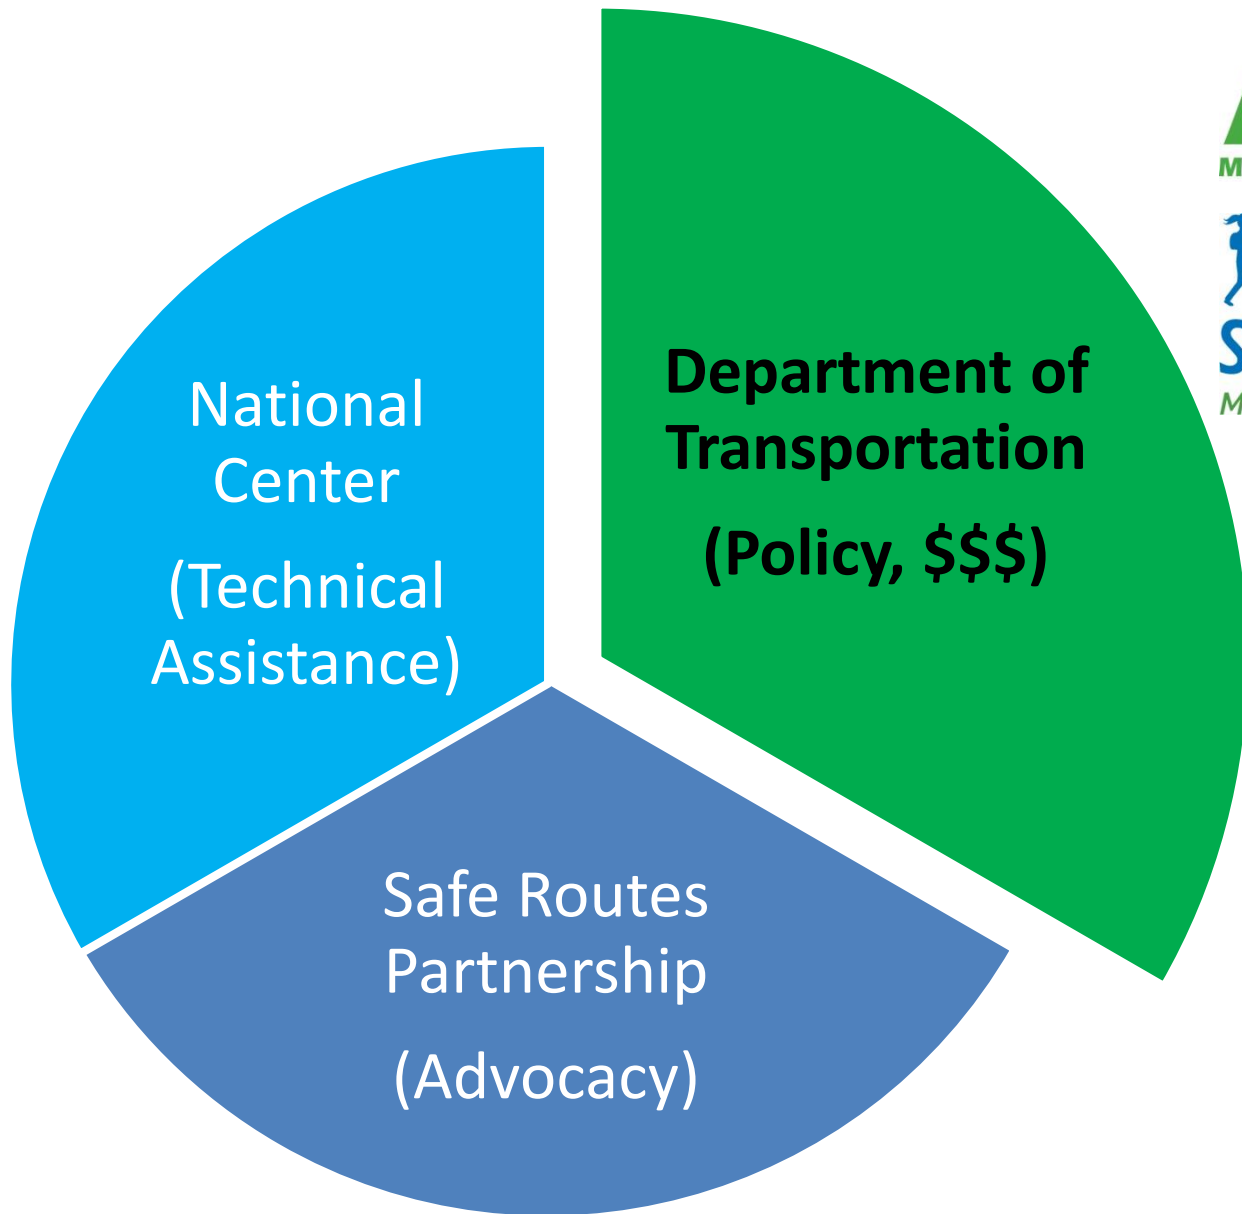 National
Center
(Technical
Assistance)
Department of
Transportation
(Policy, $$$)
Safe Routes
Partnership
(Advocacy)